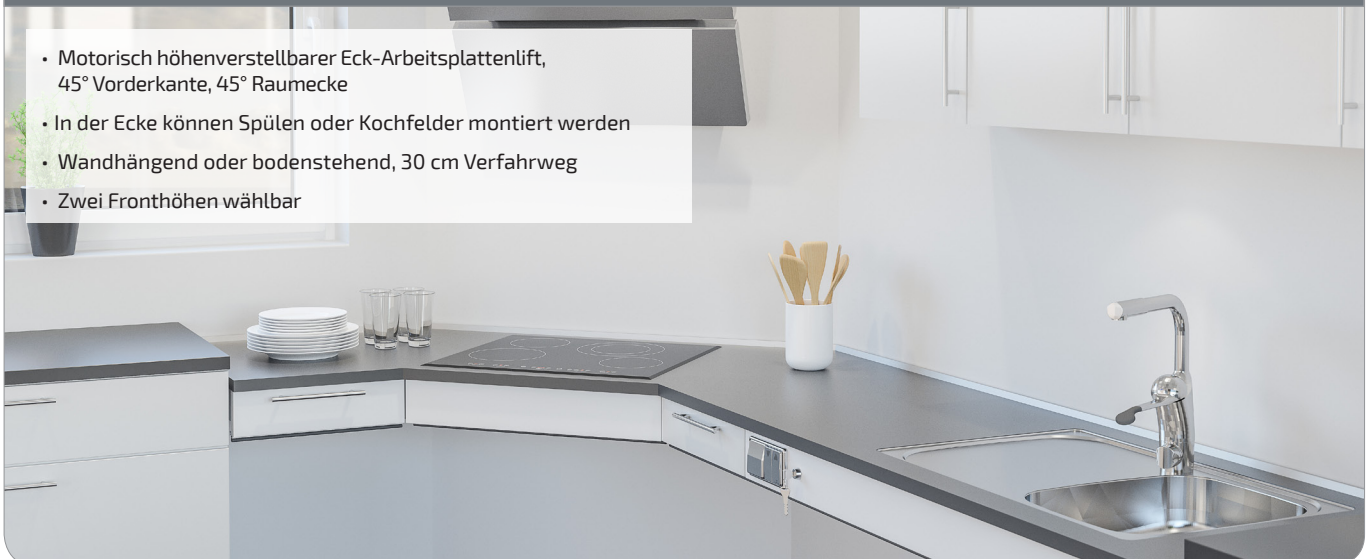 • Motorisch höhenverstellbarer Eck-Arbeitsplattenlift,
45° Vorderkante, 45° Raumecke
• In der Ecke können Spülen oder Kochfelder montiert werden
• Wandhängend oder bodenstehend, 30 cm Verfahrweg
• Zwei Fronthöhen wählbar